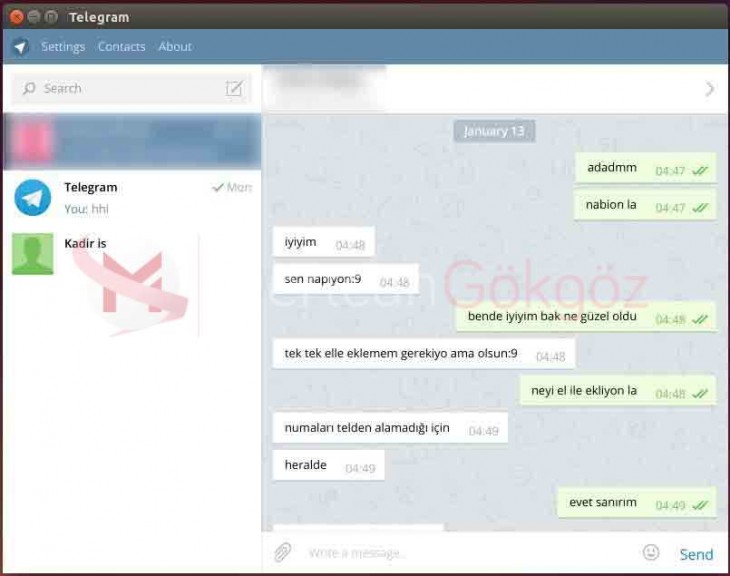 Telegram
Settings Contacts About
Search
Telegram
Mon
You: hhl
Kadir is
January 13
adadmm 04:47
nabion la 04:47
iyiyim 04:48
sen napıyon:9 04:48
Gökgöz
bende iyiyim bak ne güzel oldu 04:48
tek tek elle eklemem gerekiyo ama olsun:9 04:48
neyi el ile ekliyon la 04:48
numaları telden alamadığı için 04:49
heralde 04:49
evet sanırım 04:49
Write a message..
Send